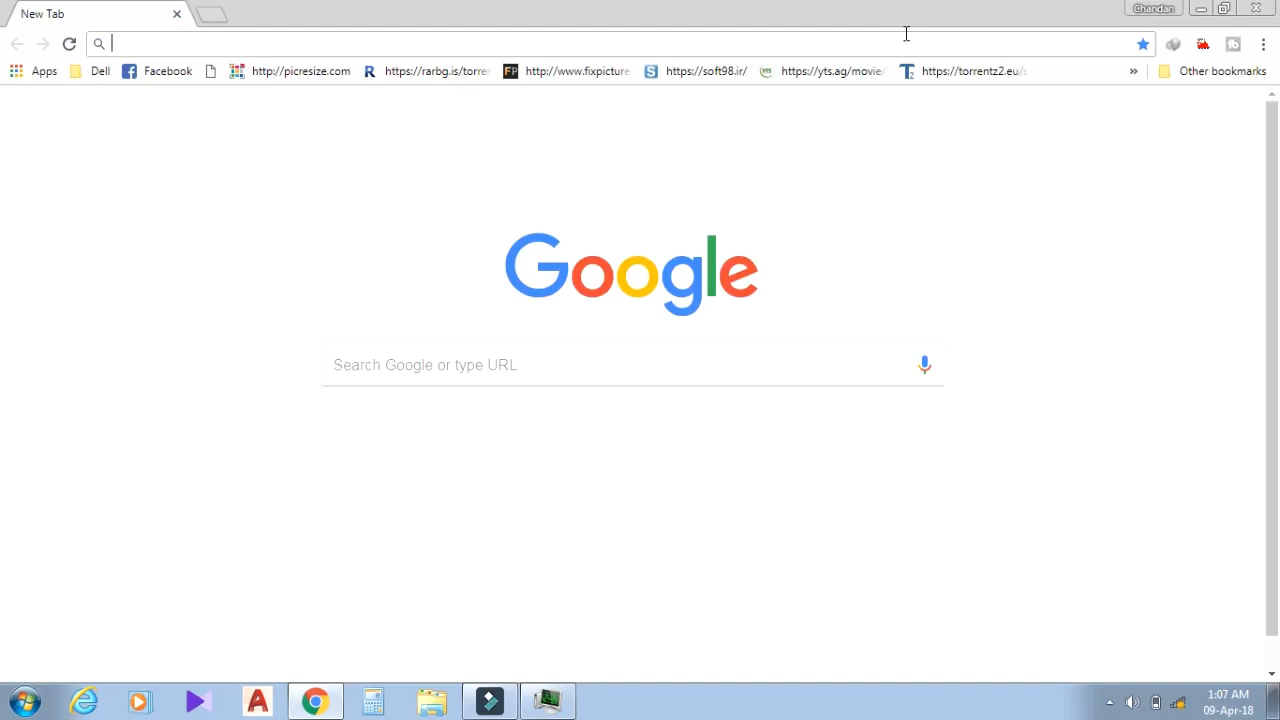 New Tab
Chandan
Apps Dell Facebook http://picresize.com https://rarbg.is/torre http://www.fixpicture https://soft98.ir/ https://yts.ag/movie/ https://torrentz2.eu/s » Other bookmarks
Google
Search Google or type URL
1:07 AM
09-Apr-18